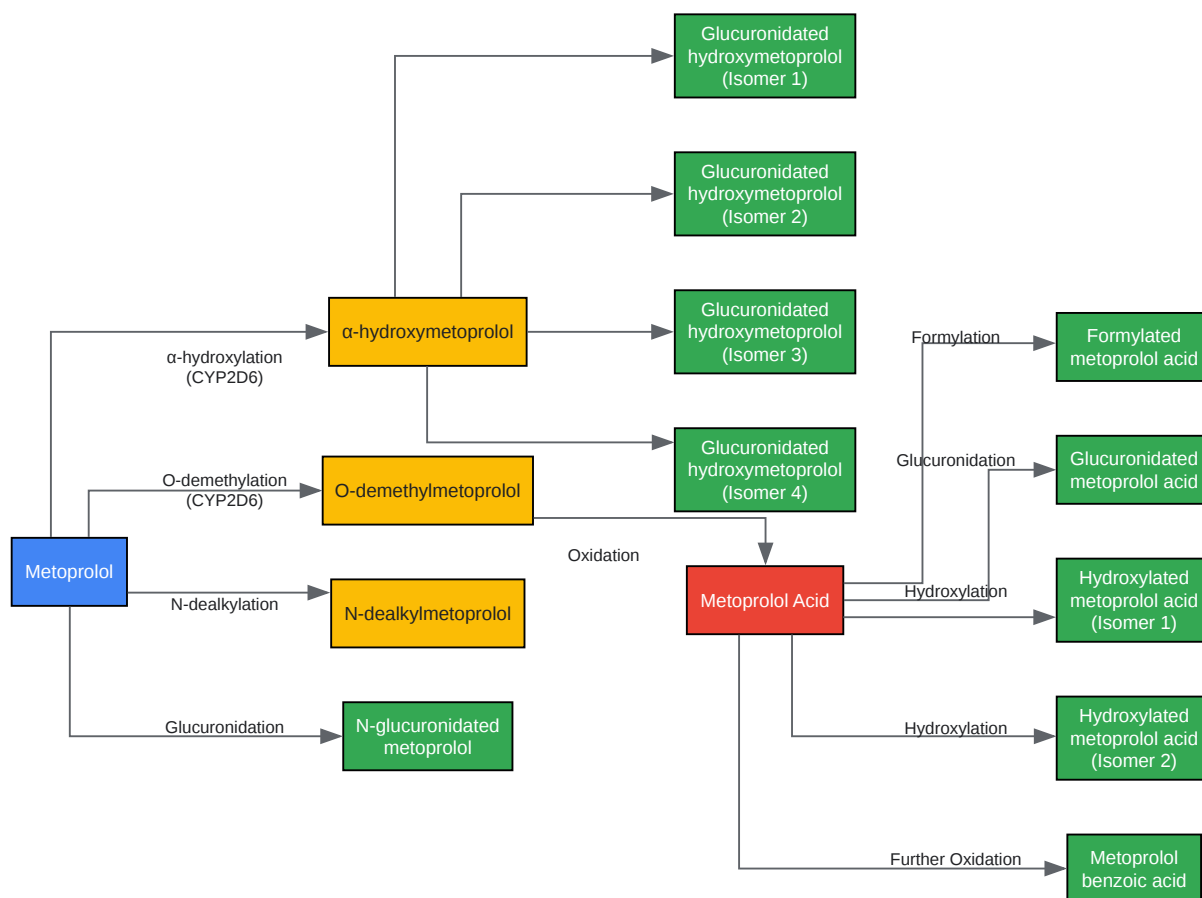 Glucuronidated
hydroxymetoprolol
(Isomer 1)
Glucuronidated
hydroxymetoprolol
(Isomer 2)
α-hydroxymetoprolol
Glucuronidated
hydroxymetoprolol
(Isomer 3)
α-hydroxylation
(CYP2D6)
Formylation
Formylated
metoprolol acid
Glucuronidated
hydroxymetoprolol
(Isomer 4)
Glucuronidation
Glucuronidated
metoprolol acid
O-demethylation
(CYP2D6)
O-demethylmetoprolol
Oxidation
Metoprolol
Metoprolol Acid
Hydroxylation
Hydroxylated
metoprolol acid
(Isomer 1)
N-dealkylation
N-dealkylmetoprolol
Glucuronidation
N-glucuronidated
metoprolol
Hydroxylation
Hydroxylated
metoprolol acid
(Isomer 2)
Further Oxidation
Metoprolol
benzoic acid